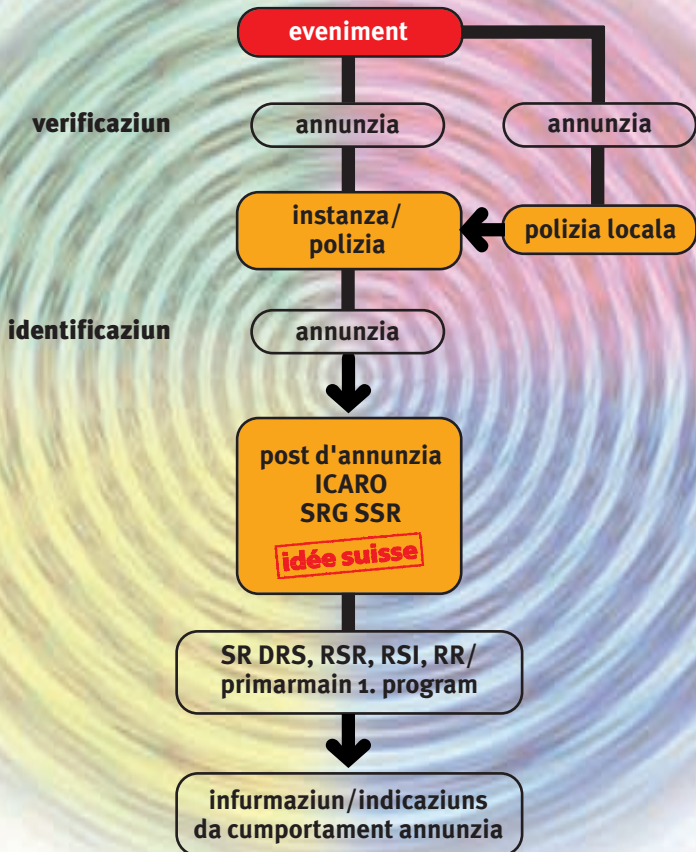 eveniment
verificaziun
annunzia
annunzia
instanza/
polizia
polizia locala
identificaziun
annunzia
post d'annunzia
ICARO
SRG SSR
idée suisse
SR DRS, RSR, RSI, RR/
primarmain 1. program
infurmaziun/indicaziuns
da cumportament annunzia